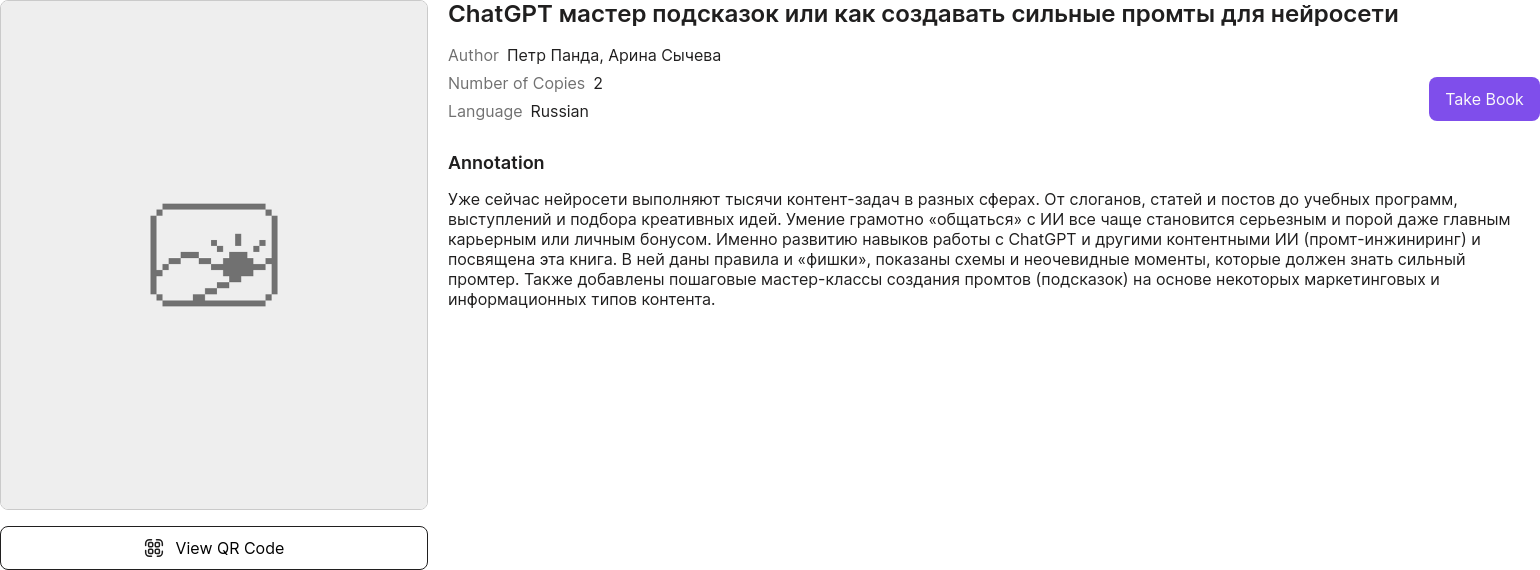 ChatGPT мастер подсказок или как создавать сильные промты для нейросети
Author Петр Панда, Арина Сычева
Number of Copies 2
Language Russian
Take Book
Annotation
Уже сейчас нейросети выполняют тысячи контент-задач в разных сферах. От слоганов, статей и постов до учебных программ,
выступлений и подбора креативных идей. Умение грамотно «общаться» с ИИ все чаще становится серьезным и порой даже главным
карьерным или личным бонусом. Именно развитию навыков работы с ChatGPT и другими контентными ИИ (промт-инжиниринг) и
посвящена эта книга. В ней даны правила и «фишки», показаны схемы и неочевидные моменты, которые должен знать сильный
промтер. Также добавлены пошаговые мастер-классы создания промтов (подсказок) на основе некоторых маркетинговых и
информационных типов контента.
View QR Code